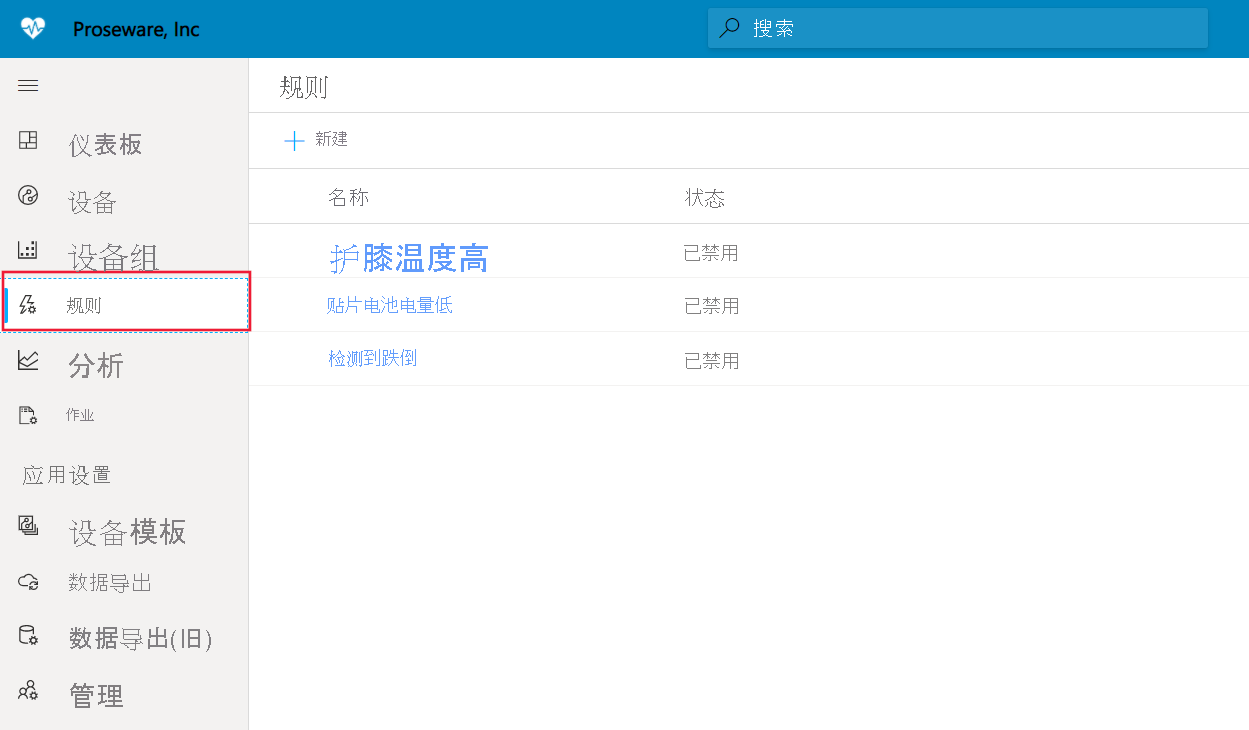 Proseware, Inc
搜索
仪表板
设备
设备组
规则
分析
作业
应用设置
设备模板
数据导出
数据导出(旧)
管理
规则
新建
名称 状态
护膝温度高 已禁用
贴片电池电量低 已禁用
检测到跌倒 已禁用